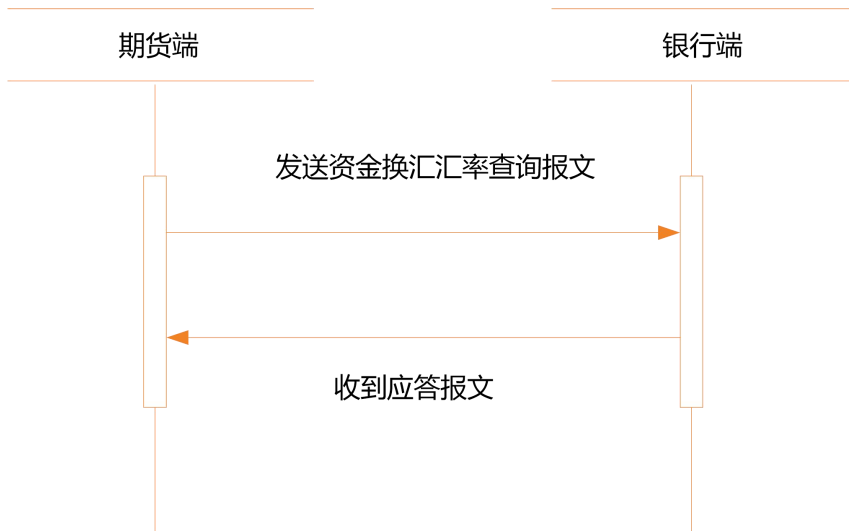 期货端
银行端
发送资金换汇汇率查询报文
收到应答报文